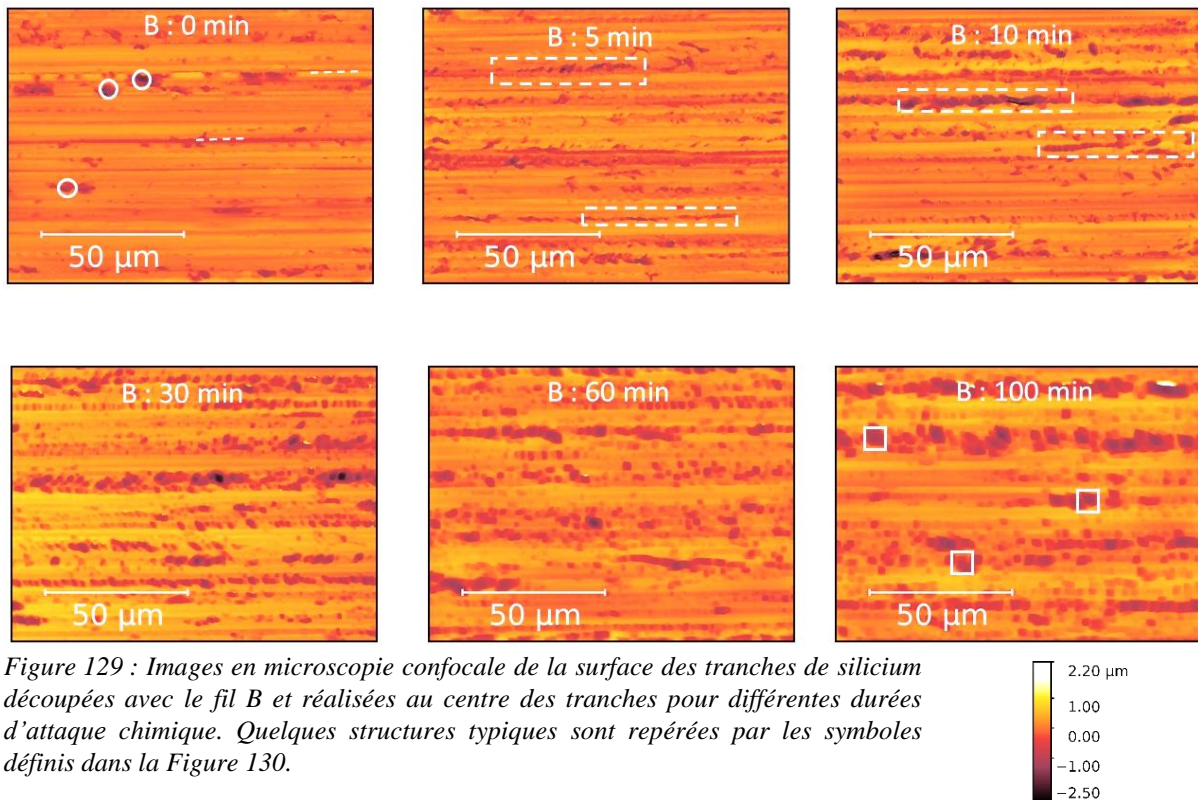 B : 0 min
B : 5 min
B : 10 min
50 µm
50 µm
50 µm
B : 30 min
B : 60 min
B : 100 min
50 µm
50 µm
50 µm
Figure 129 : Images en microscopie confocale de la surface des tranches de silicium
découpées avec le fil B et réalisées au centre des tranches pour différentes durées
d'attaque chimique. Quelques structures typiques sont repérées par les symboles
définis dans la Figure 130.
2.20 µm
1.00
0.00
−1.00
−2.50